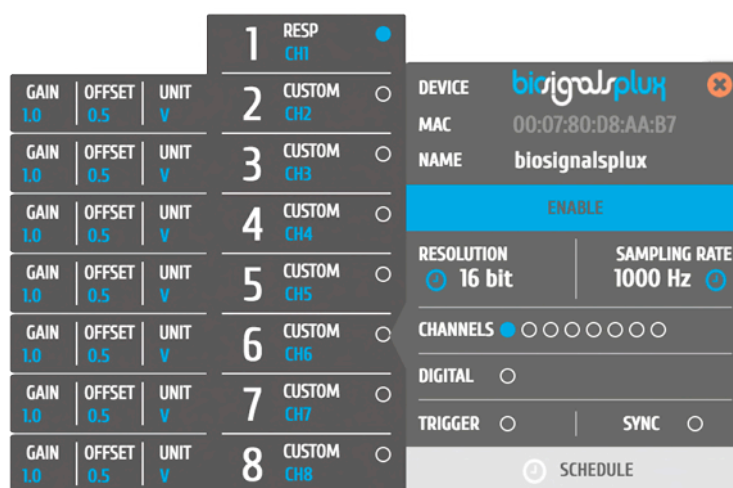 1 RESP
CH1
GAIN OFFSET UNIT 2 CUSTOM
1.0 0.5 V CH2
GAIN OFFSET UNIT 3 CUSTOM
1.0 0.5 V CH3
GAIN OFFSET UNIT 4 CUSTOM
1.0 0.5 V CH4
GAIN OFFSET UNIT 5 CUSTOM
1.0 0.5 V CH5
GAIN OFFSET UNIT 6 CUSTOM
1.0 0.5 V CH6
GAIN OFFSET UNIT 7 CUSTOM
1.0 0.5 V CH7
GAIN OFFSET UNIT 8 CUSTOM
1.0 0.5 V CH8
DEVICE biosignalsplux
MAC 00:07:80:D8:AA:B7
NAME biosignalsplux
ENABLE
RESOLUTION SAMPLING RATE
16 bit 1000 Hz
CHANNELS
DIGITAL
TRIGGER SYNC
SCHEDULE